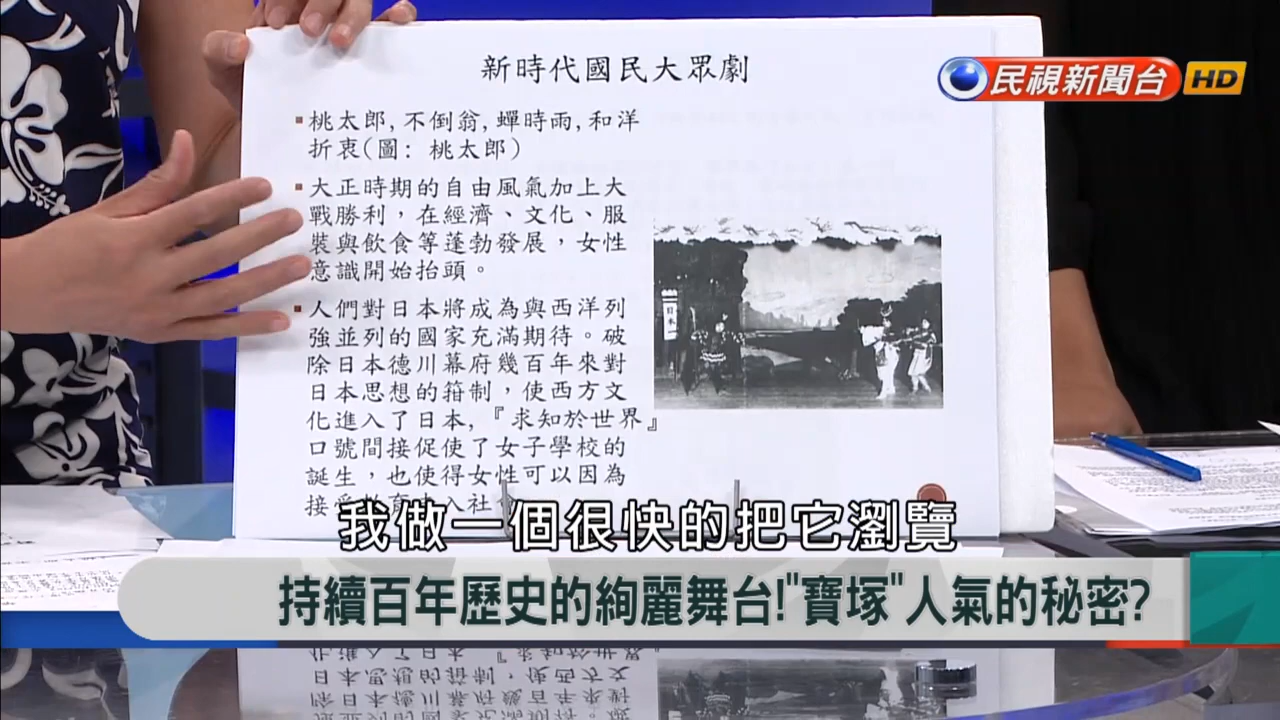 新時代國民大眾劇
民視新聞台 HD
▪桃太郎,不倒翁,蟬時雨,和洋
折衷(圖: 桃太郎)
▪大正時期的自由風氣加上大
戰勝利,在經濟、文化、服
裝與飲食等蓬勃發展,女性
意識開始抬頭。
▪人們對日本將成為與西洋列
強並列的國家充滿期待。破
除日本德川幕府幾百年來對
日本思想的箝制,使西方文
化進入了日本,『求知於世界』
口號間接促使了女子學校的
誕生,也使得女性可以因為
接受教育入社
日本一
我做一個很快的把它瀏覽
持續百年歷史的絢麗舞台!"寶塚"人氣的秘密?